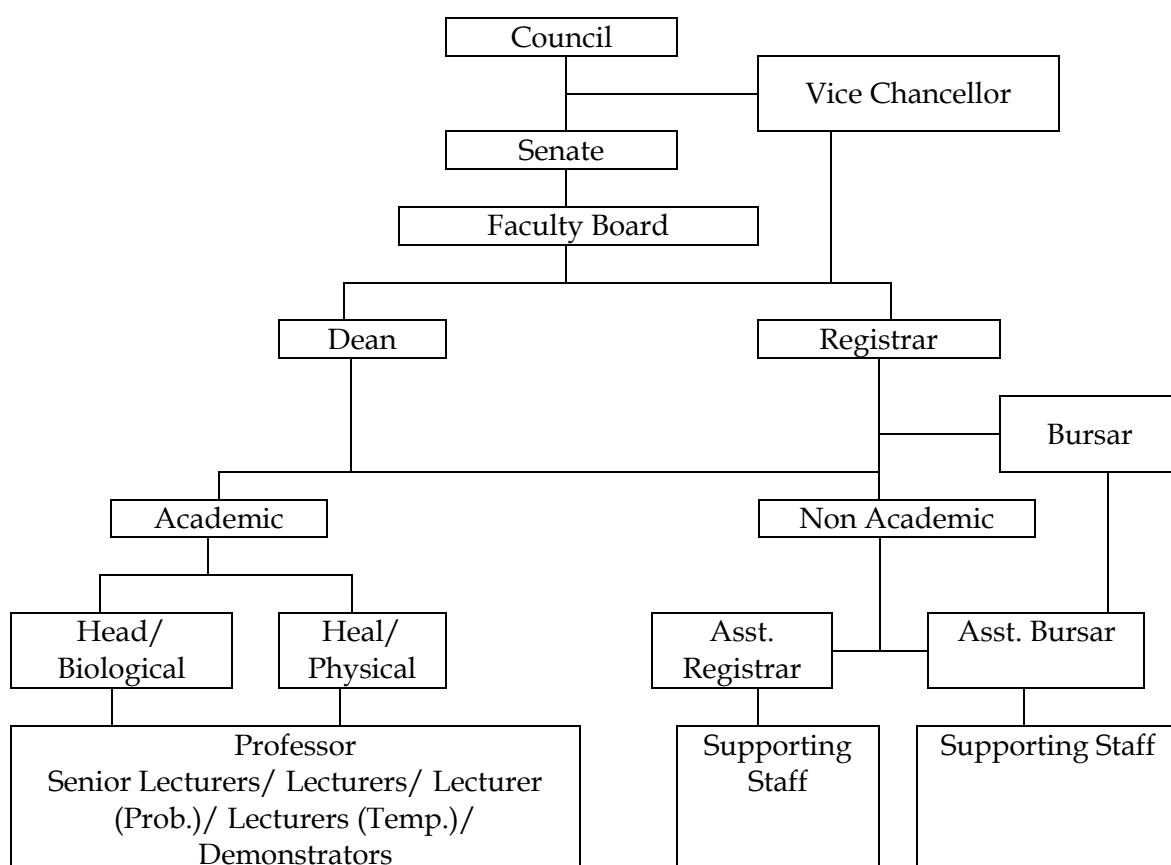 Council
Vice Chancellor
Senate
Faculty Board
Dean
Registrar
Bursar
Academic
Non Academic
Head/
Biological
Heal/
Physical
Asst.
Registrar
Asst. Bursar
Professor
Senior Lecturers/ Lecturers/ Lecturer
(Prob.)/ Lecturers (Temp.)/
Demonstrators
Supporting
Staff
Supporting Staff